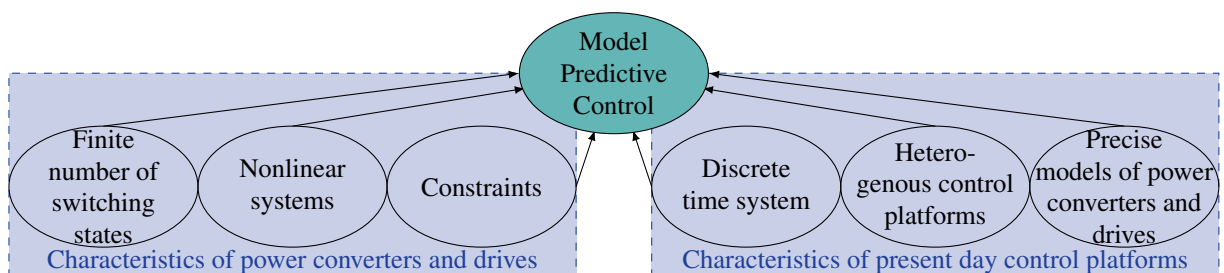 Model
Predictive
Control
Finite
number of
switching
states
Nonlinear
systems
Constraints
Discrete
time system
Hetero-
genous control
platforms
Precise
models of power
converters and
drives
Characteristics of power converters and drives
Characteristics of present day control platforms